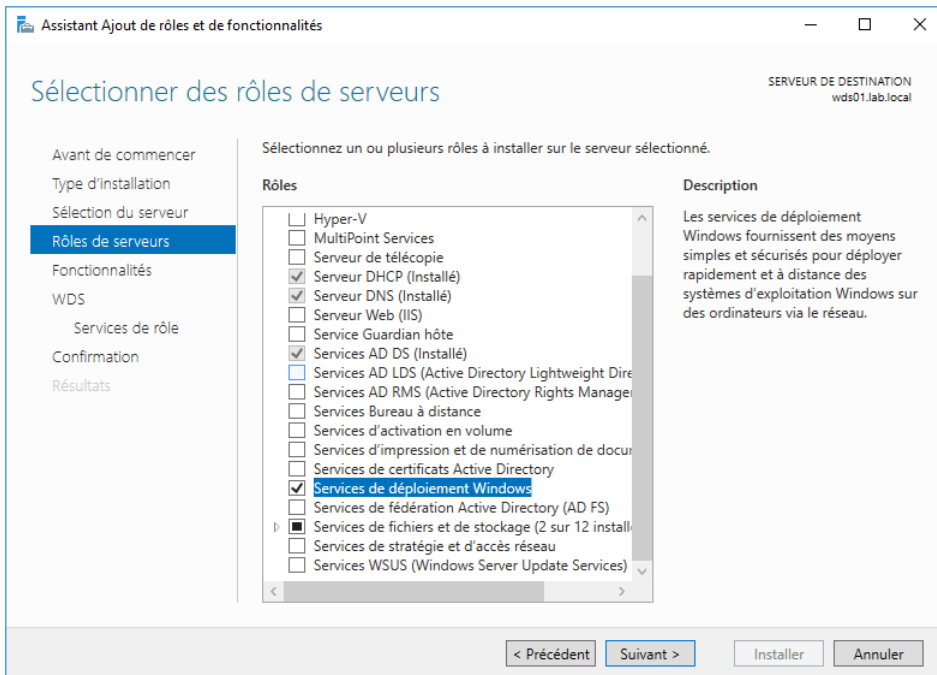 Assistant Ajout de rôles et de fonctionnalités
Sélectionner des rôles de serveurs
SERVEUR DE DESTINATION
wds01.lab.local
Avant de commencer
Type d'installation
Sélection du serveur
Rôles de serveurs
Fonctionnalités
WDS
Services de rôle
Confirmation
Résultats
Sélectionnez un ou plusieurs rôles à installer sur le serveur sélectionné.
Rôles
Hyper-V
MultiPoint Services
Serveur de télécopie
Serveur DHCP (Installé)
Serveur DNS (Installé)
Serveur Web (IIS)
Service Guardian hôte
Services AD DS (Installé)
Services AD LDS (Active Directory Lightweight Dire
Services AD RMS (Active Directory Rights Manager
Services Bureau à distance
Services d'activation en volume
Services d'impression et de numérisation de docur
Services de certificats Active Directory
Services de déploiement Windows
Services de fédération Active Directory (AD FS)
Services de fichiers et de stockage (2 sur 12 install
Services de stratégie et d'accès réseau
Services WSUS (Windows Server Update Services)
Description
Les services de déploiement
Windows fournissent des moyens
simples et sécurisés pour déployer
rapidement et à distance des
systèmes d'exploitation Windows sur
des ordinateurs via le réseau.
< Précédent
Suivant >
Installer
Annuler